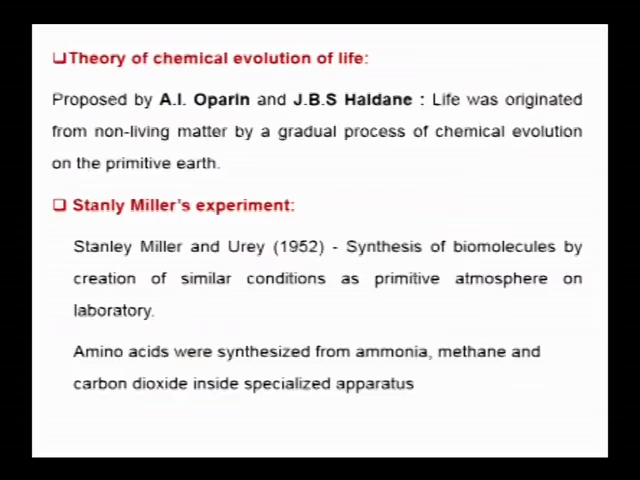 ❑Theory of chemical evolution of life:
Proposed by A.I. Oparin and J.B.S Haldane : Life was originated
from non-living matter by a gradual process of chemical evolution
on the primitive earth.
❑ Stanly Miller's experiment:
Stanley Miller and Urey (1952) - Synthesis of biomolecules by
creation of similar conditions as primitive atmosphere on
laboratory.
Amino acids were synthesized from ammonia, methane and
carbon dioxide inside specialized apparatus